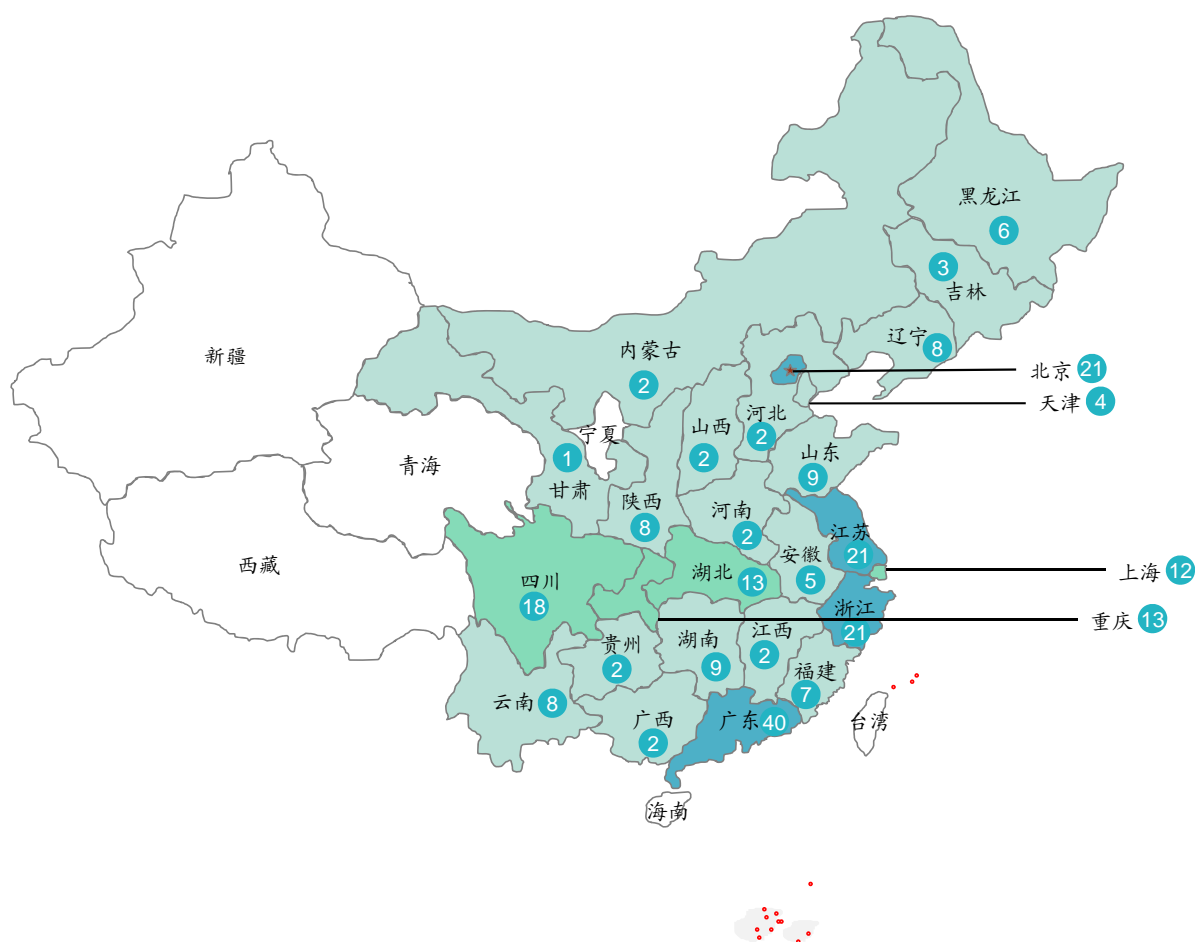 黑龙江
6
3
吉林
辽宁
8
内蒙古
2
新疆
北京 21
天津 4
宁夏
山西
2
河北
2
山东
9
青海
1
甘肃
陕西
8
河南
2
江苏
21
安徽
5
西藏
四川
18
湖北 13
上海 12
浙江
21
重庆 13
贵州
2
湖南
9
江西
2
福建
7
云南 8
广西
2
广东 40
台湾
海南